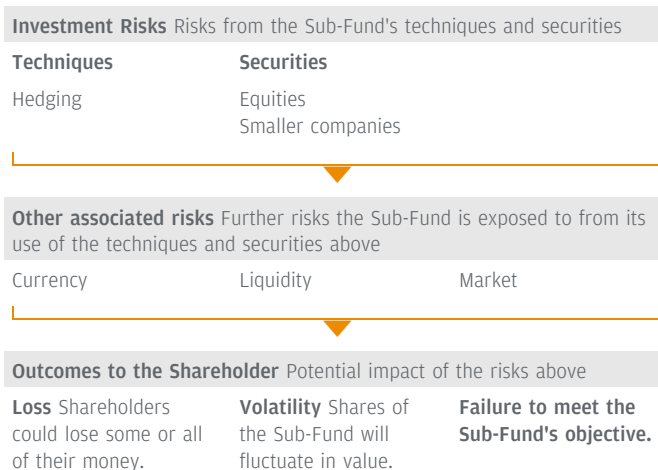 Investment Risks Risks from the Sub-Fund's techniques and securities
Techniques Securities
Hedging Equities
Smaller companies
Other associated risks Further risks the Sub-Fund is exposed to from its
use of the techniques and securities above
Currency Liquidity Market
Outcomes to the Shareholder Potential impact of the risks above
Loss Shareholders
could lose some or all
of their money.
Volatility Shares of
the Sub-Fund will
fluctuate in value.
Failure to meet the
Sub-Fund's objective.